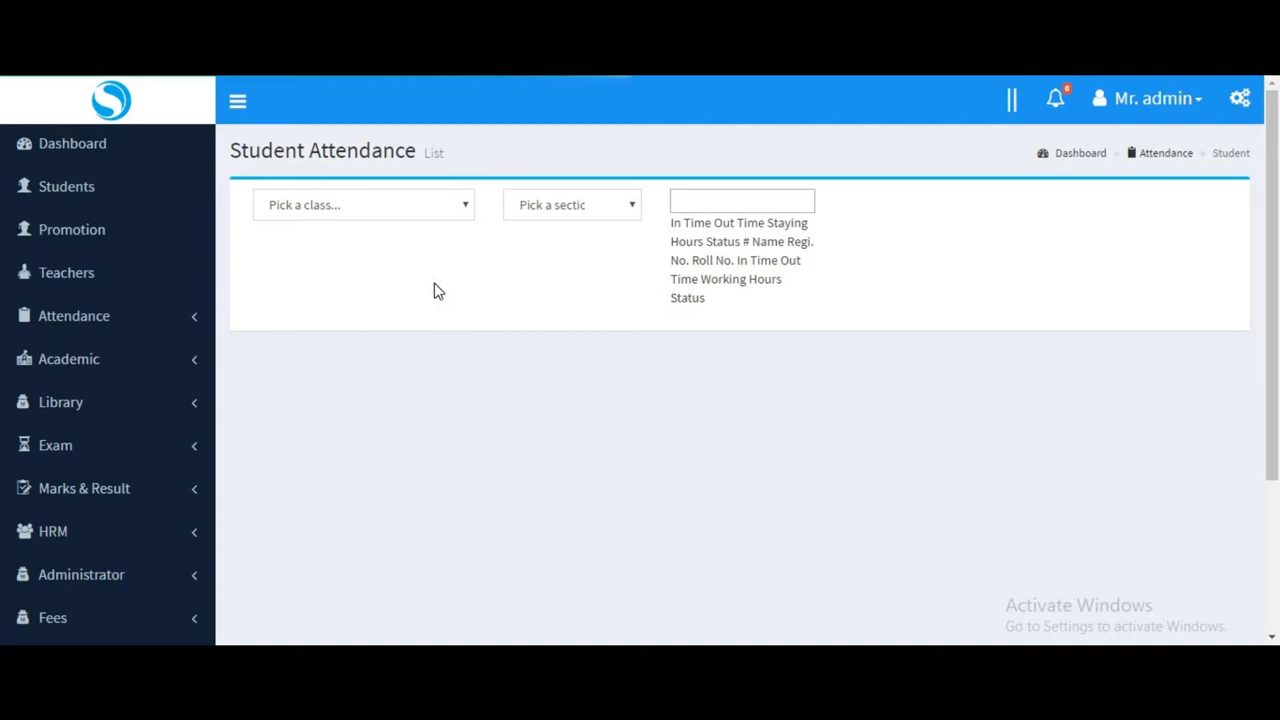 Mr. admin
Dashboard
Students
Promotion
Teachers
Attendance
Academic
Library
Exam
Marks & Result
HRM
Administrator
Fees
Student Attendance List
Dashboard > Attendance > Student
Pick a class...
Pick a sectic
In Time Out Time Staying
Hours Status # Name Regi.
No. Roll No. In Time Out
Time Working Hours
Status
Activate Windows
Go to Settings to activate Windows.